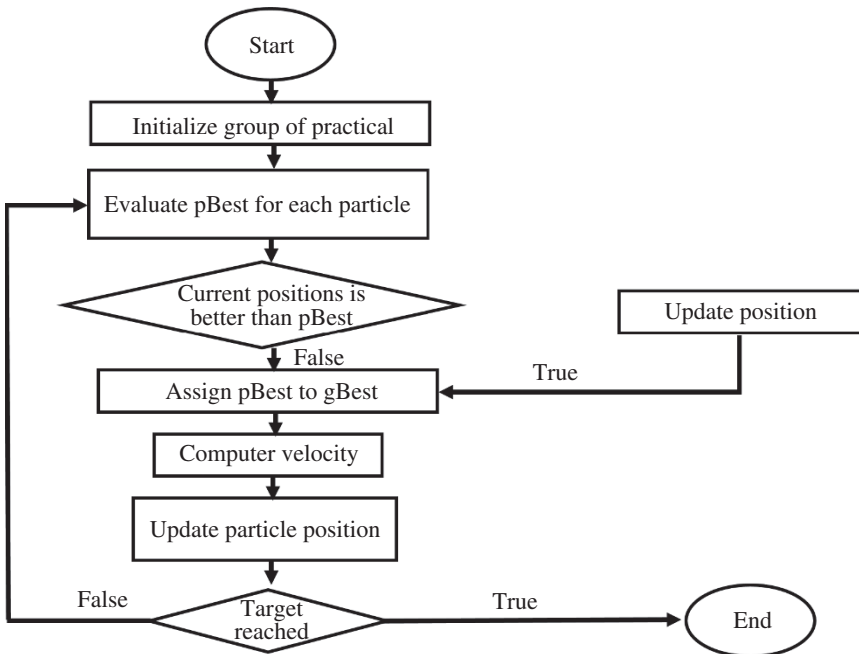 Start
Initialize group of practical
Evaluate pBest for each particle
Current positions is
better than pBest
Update position
False
True
Assign pBest to gBest
Computer velocity
Update particle position
False
Target
reached
True
End